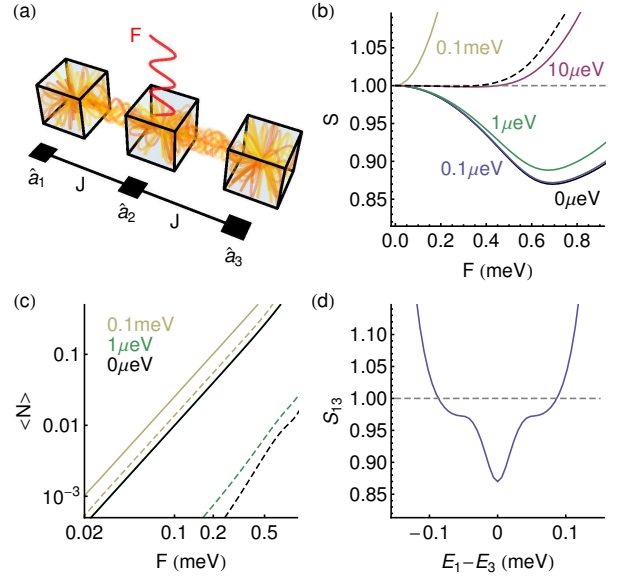 (a)
F
J
J
â₁
â₂
â₃
(b)
1.05
1.00
0.95
0.90
0.85
S
0.1meV
10μeV
1μeV
0.1μeV
0μeV
0.0 0.2 0.4 0.6 0.8
F (meV)
(c)
0.1meV
1μeV
0μeV
0.1
0.01
10⁻³
<N>
0.02 0.1 0.2 0.5
F (meV)
(d)
1.10
1.05
1.00
0.95
0.90
0.85
S₁₃
−0.1 0 0.1
E₁−E₃ (meV)